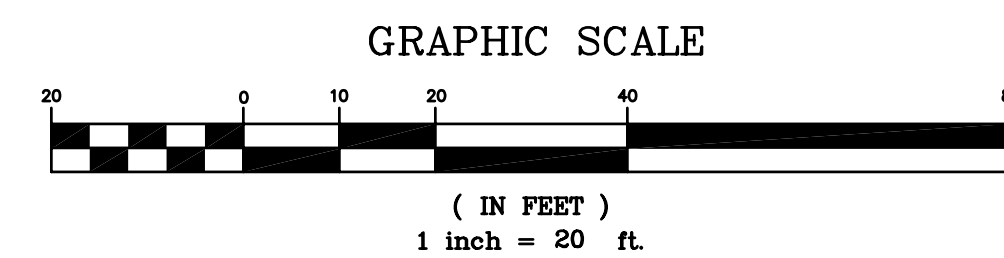 GRAPHIC SCALE
20 0 10 20 40
( IN FEET )
1 inch = 20 ft.